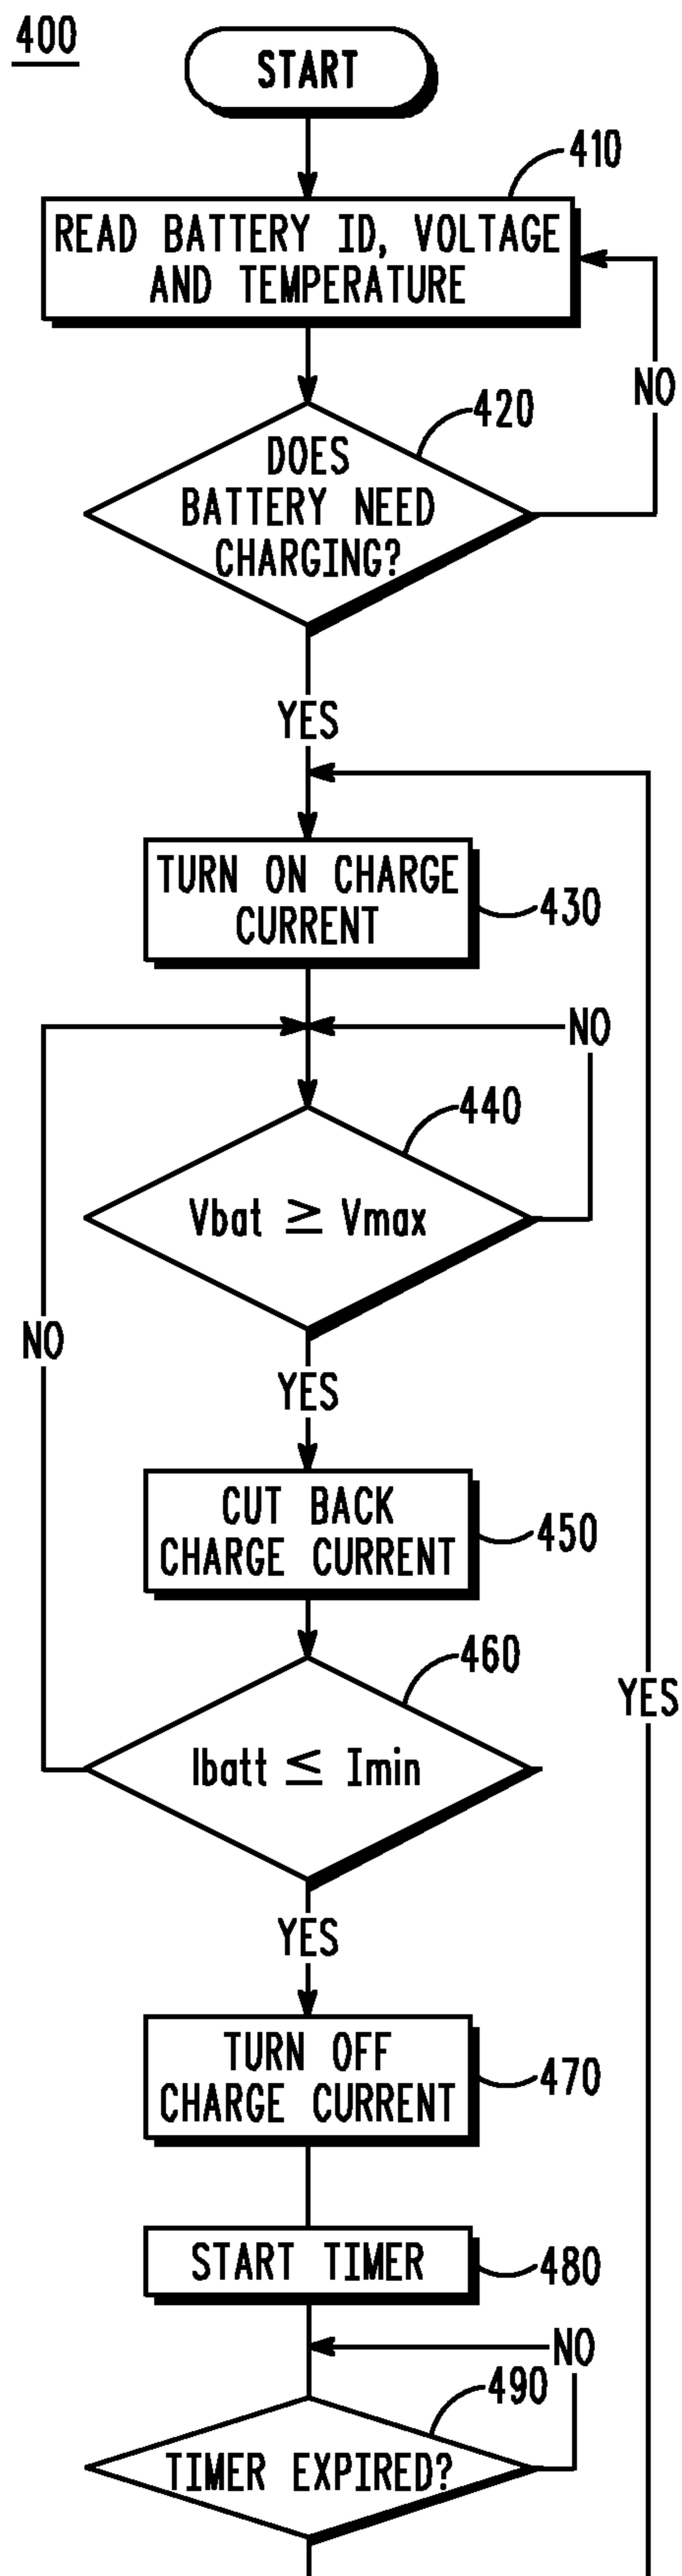 400
START
410
READ BATTERY ID, VOLTAGE
AND TEMPERATURE
NO
420
DOES
BATTERY NEED
CHARGING?
YES
TURN ON CHARGE
CURRENT
430
NO
440
Vbat ≥ Vmax
NO
YES
CUT BACK
CHARGE CURRENT
450
460
YES
Ibatt ≤ Imin
YES
TURN OFF
CHARGE CURRENT
470
START TIMER
480
NO
490
TIMER EXPIRED?